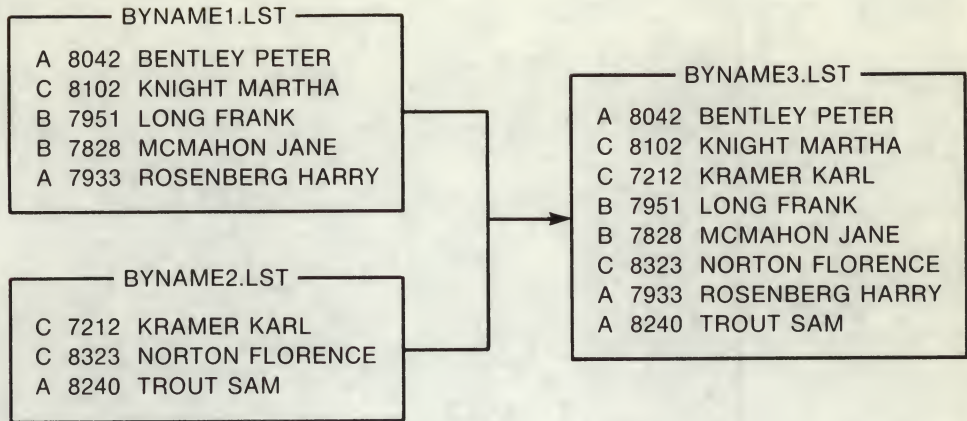 BYNAME1.LST
A 8042 BENTLEY PETER
C 8102 KNIGHT MARTHA
B 7951 LONG FRANK
B 7828 MCMAHON JANE
A 7933 ROSENBERG HARRY
BYNAME2.LST
C 7212 KRAMER KARL
C 8323 NORTON FLORENCE
A 8240 TROUT SAM
BYNAME3.LST
A 8042 BENTLEY PETER
C 8102 KNIGHT MARTHA
C 7212 KRAMER KARL
B 7951 LONG FRANK
B 7828 MCMAHON JANE
C 8323 NORTON FLORENCE
A 7933 ROSENBERG HARRY
A 8240 TROUT SAM